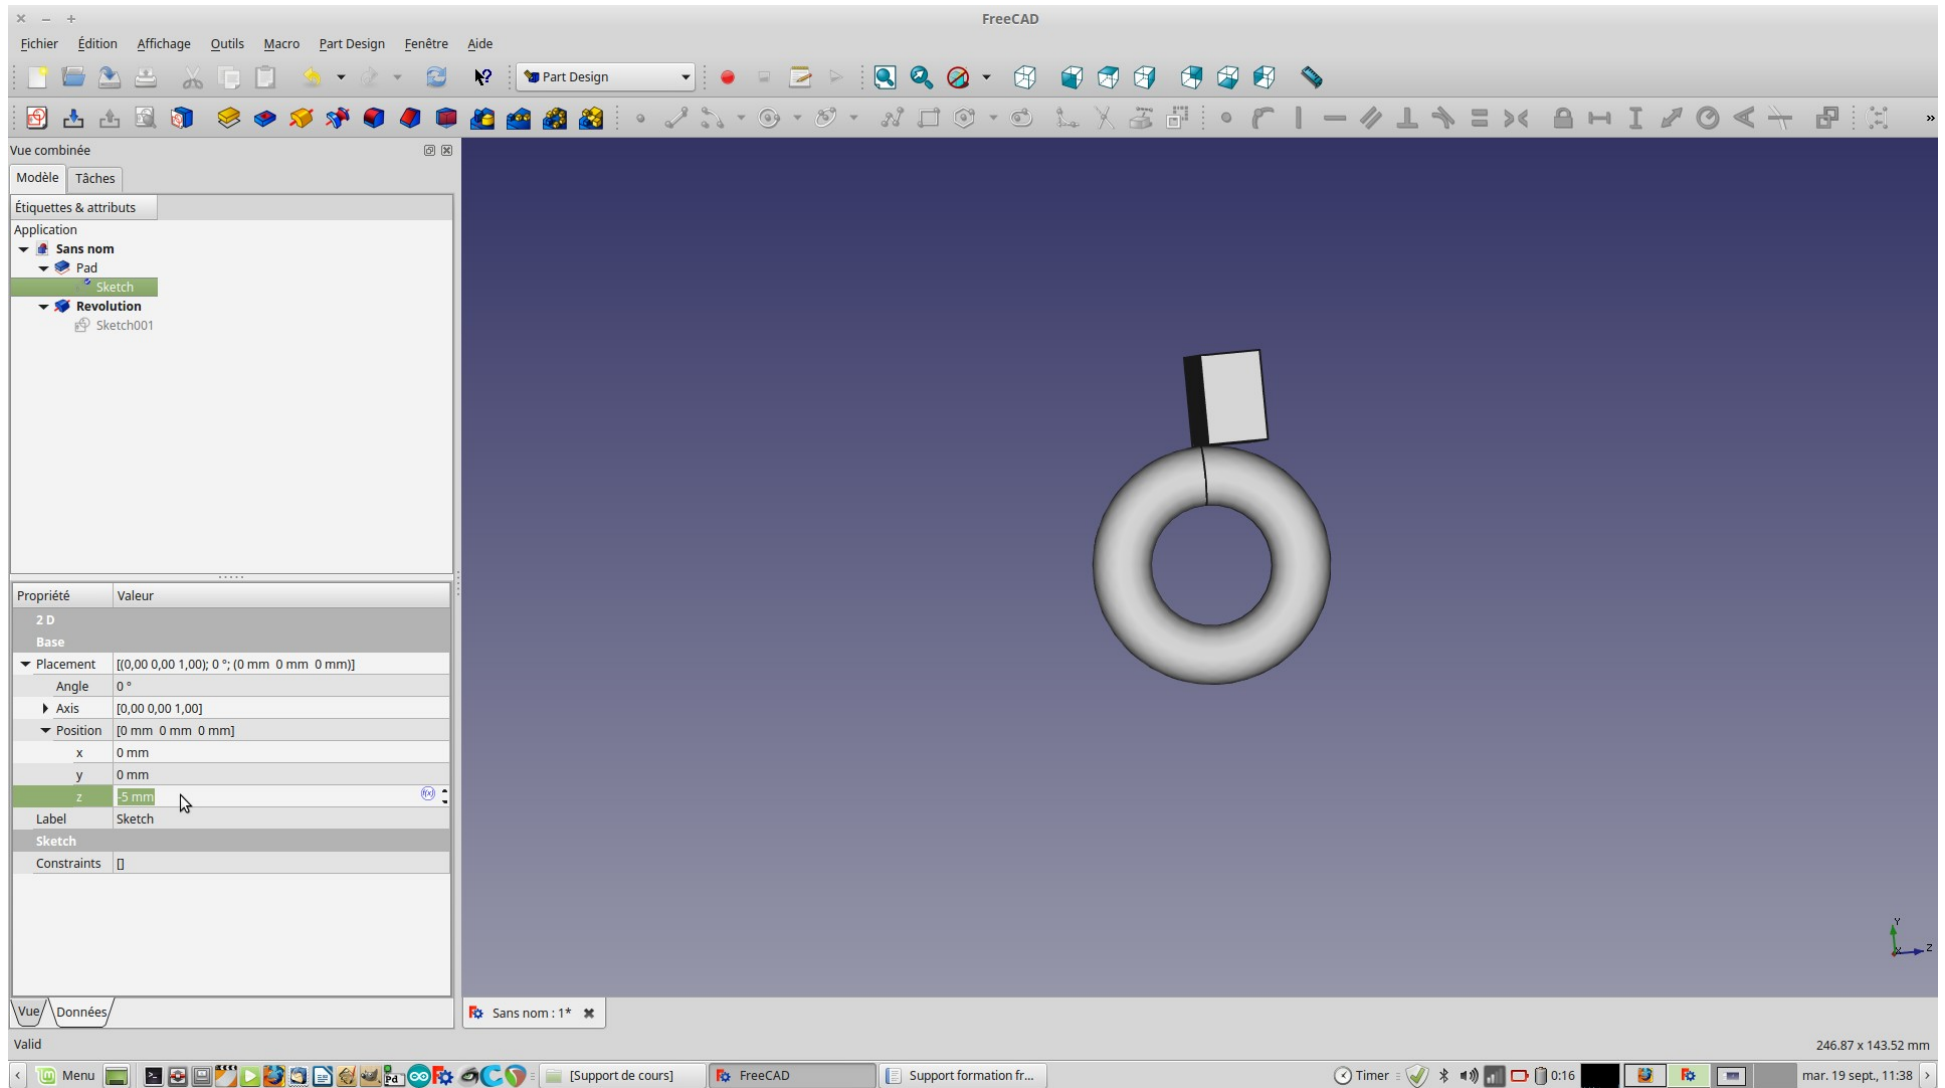 FreeCAD
Fichier Édition Affichage Outils Macro Part Design Fenêtre Aide
Part Design
»
Vue combinée
Modèle Tâches
Étiquettes & attributs
Application
Sans nom
Pad
Sketch
Revolution
Sketch001
Propriété Valeur
2 D
Base
Placement [(0,00 0,00 1,00); 0 °; (0 mm 0 mm 0 mm)]
Angle 0 °
Axis [0,00 0,00 1,00]
Position [0 mm 0 mm 0 mm]
x 0 mm
y 0 mm
z -5 mm
Label Sketch
Sketch
Constraints []
Y
X Z
Vue Données
Sans nom : 1*
Valid 246.87 x 143.52 mm
Menu Pd [Support de cours] FreeCAD Support formation fr... Timer 0:16 mar. 19 sept., 11:38